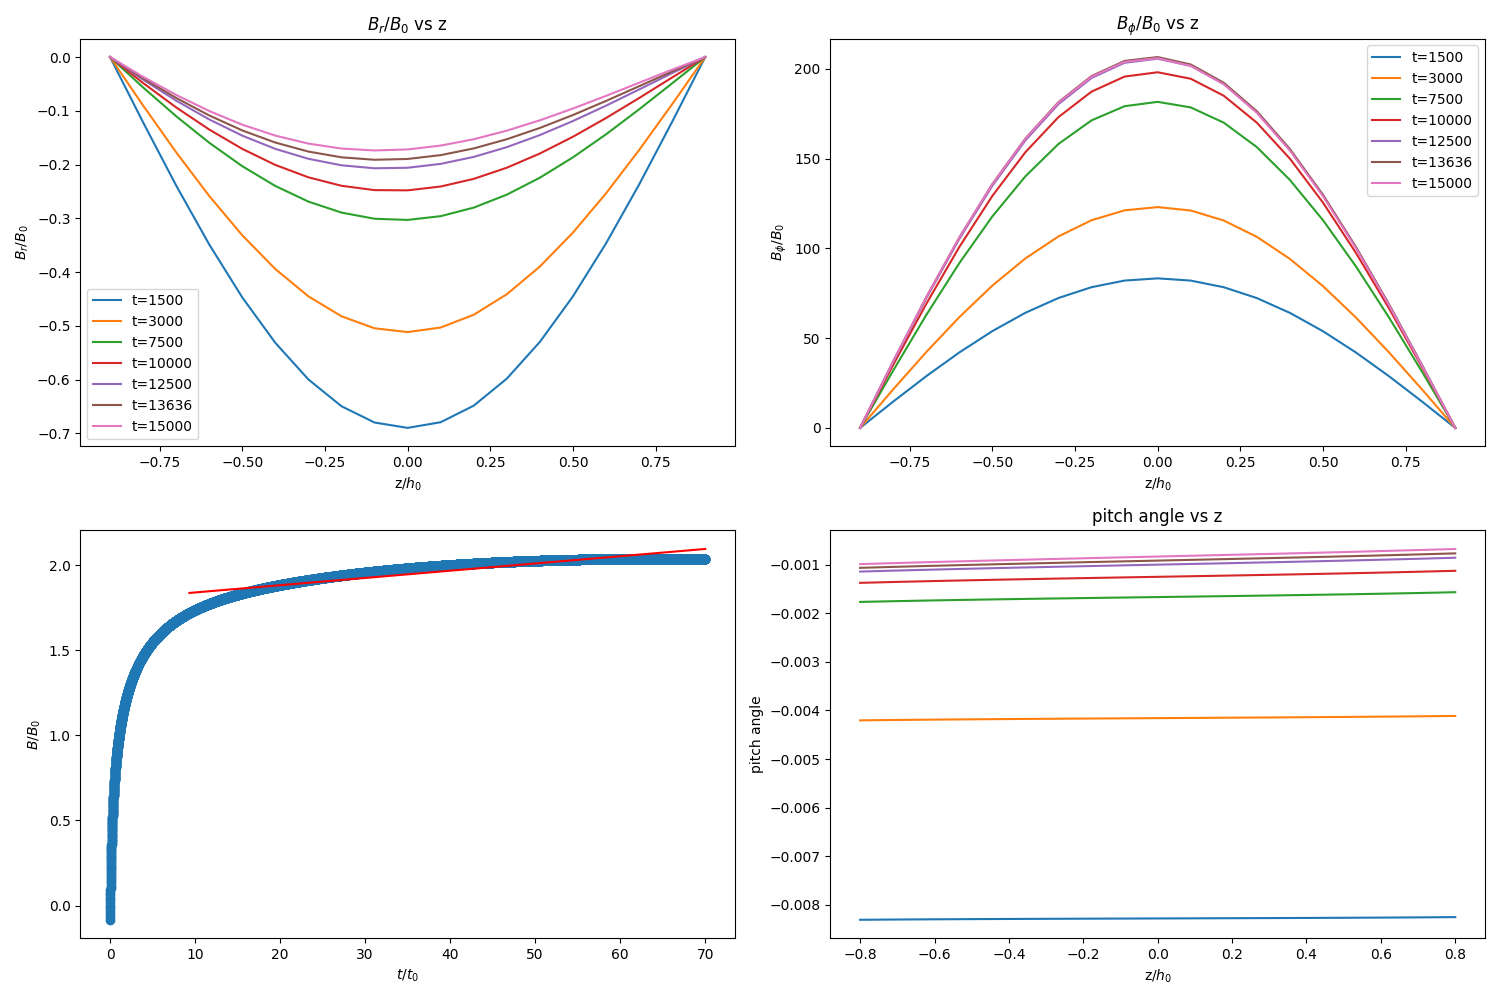 $B_r/B_0$ vs z
0.0
−0.1
−0.2
−0.3
−0.4
−0.5
−0.6
−0.7
$B_r/B_0$
t=1500
t=3000
t=7500
t=10000
t=12500
t=13636
t=15000
−0.75 −0.50 −0.25 0.00 0.25 0.50 0.75
z/$h_0$
$B_\phi/B_0$ vs z
200
150
100
50
0
$B_\phi/B_0$
t=1500
t=3000
t=7500
t=10000
t=12500
t=13636
t=15000
−0.75 −0.50 −0.25 0.00 0.25 0.50 0.75
z/$h_0$
2.0
1.5
1.0
0.5
0.0
$B/B_0$
0 10 20 30 40 50 60 70
$t/t_0$
pitch angle vs z
−0.001
−0.002
−0.003
−0.004
−0.005
−0.006
−0.007
−0.008
pitch angle
−0.8 −0.6 −0.4 −0.2 0.0 0.2 0.4 0.6 0.8
z/$h_0$